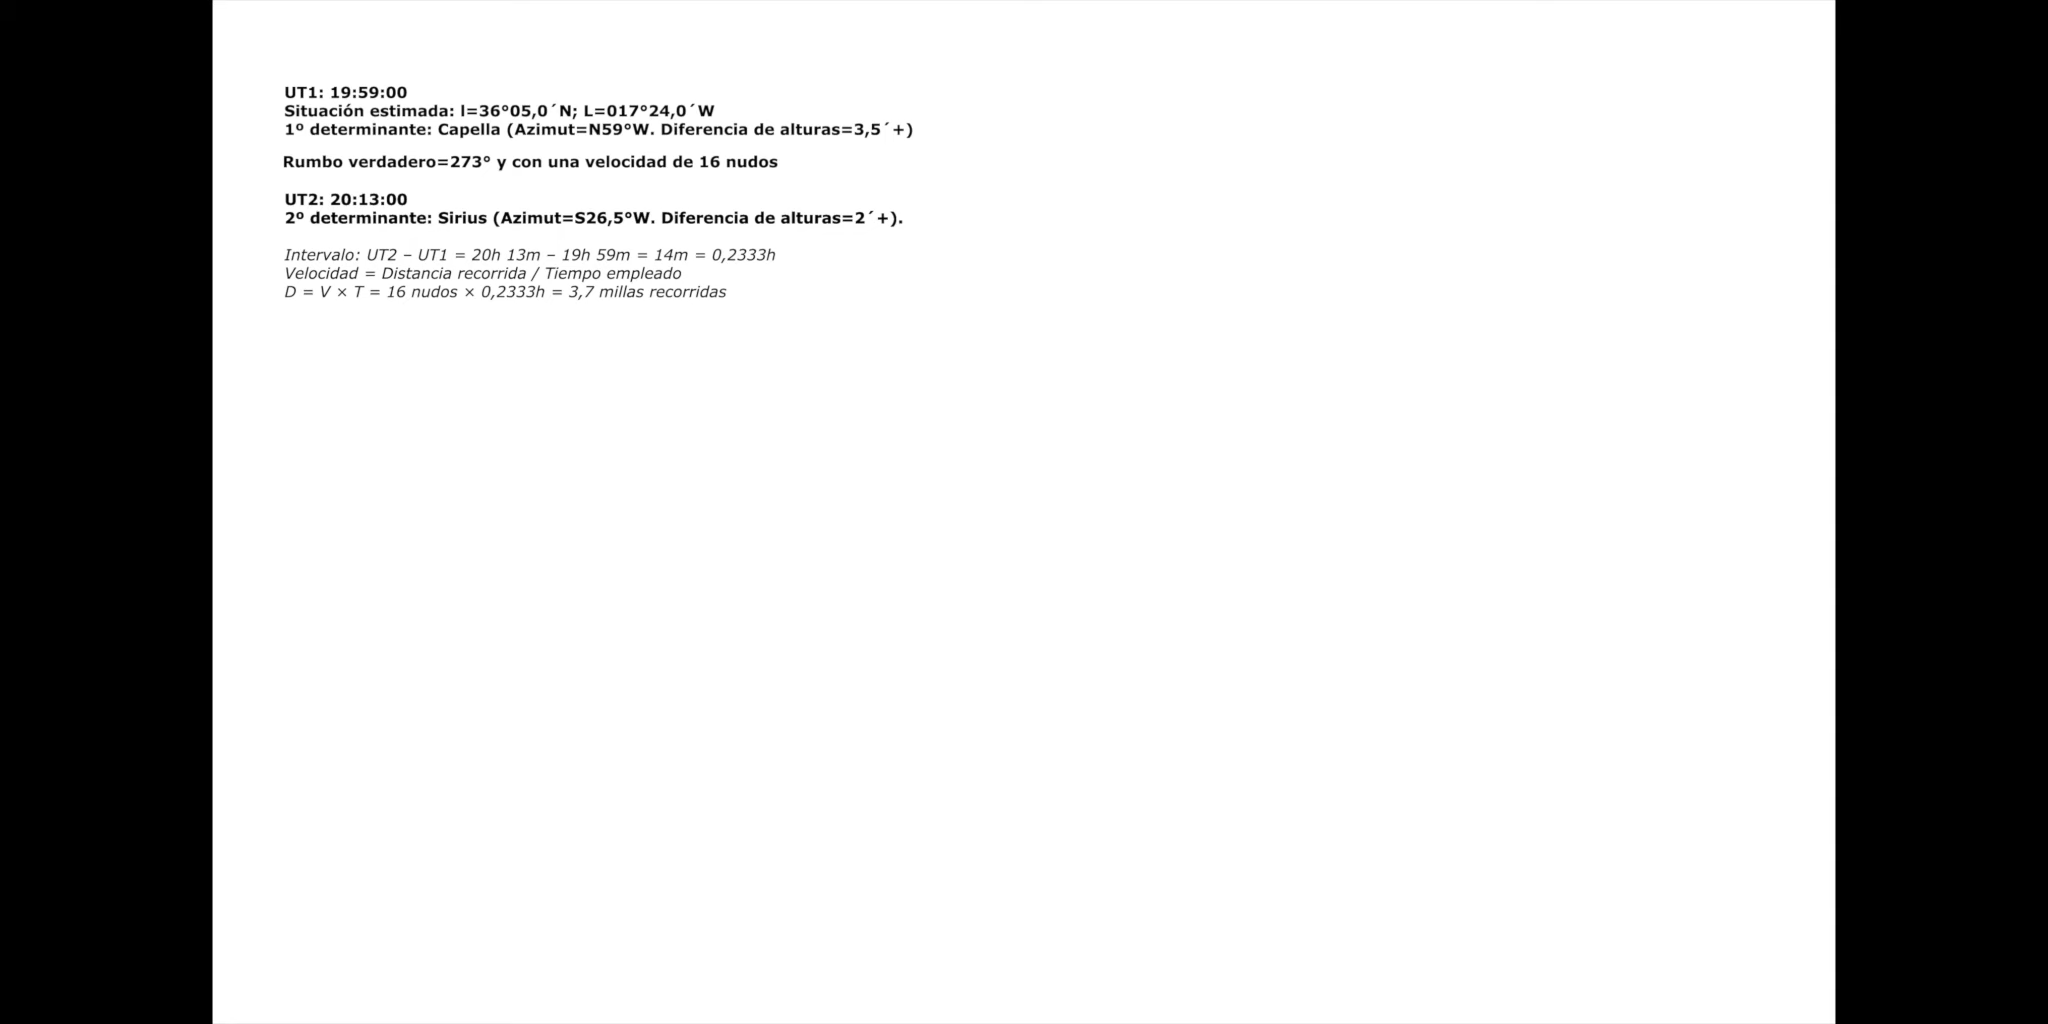 UT1: 19:59:00
Situación estimada: l=36°05,0´N; L=017°24,0´W
1º determinante: Capella (Azimut=N59°W. Diferencia de alturas=3,5´+)
Rumbo verdadero=273° y con una velocidad de 16 nudos
UT2: 20:13:00
2º determinante: Sirius (Azimut=S26,5°W. Diferencia de alturas=2´+).
Intervalo: UT2 – UT1 = 20h 13m – 19h 59m = 14m = 0,2333h
Velocidad = Distancia recorrida / Tiempo empleado
D = V × T = 16 nudos × 0,2333h = 3,7 millas recorridas